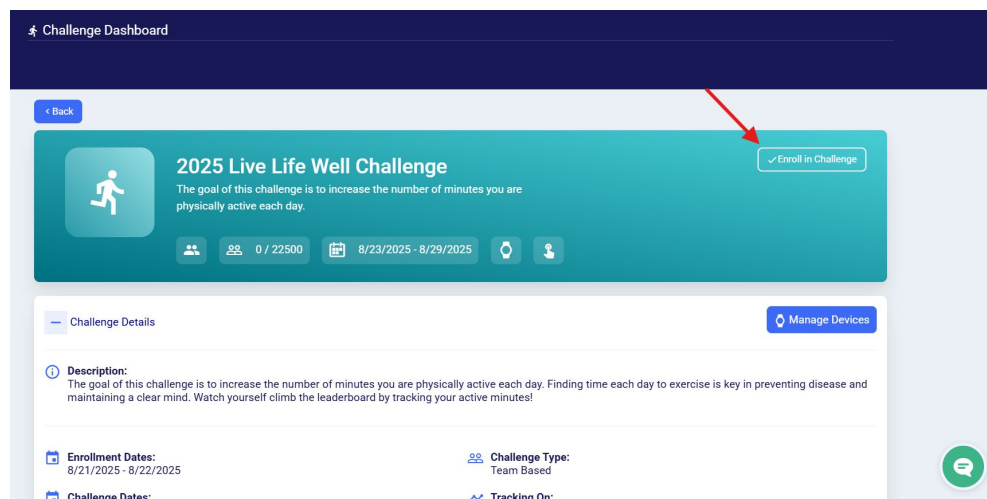 Challenge Dashboard
Back
2025 Live Life Well Challenge
Enroll in Challenge
The goal of this challenge is to increase the number of minutes you are
physically active each day.
0 / 22500
8/23/2025 - 8/29/2025
Challenge Details
Manage Devices
Description:
The goal of this challenge is to increase the number of minutes you are physically active each day. Finding time each day to exercise is key in preventing disease and
maintaining a clear mind. Watch yourself climb the leaderboard by tracking your active minutes!
Enrollment Dates:
8/21/2025 - 8/22/2025
Challenge Type:
Team Based
Challenge Dates:
Tracking On: